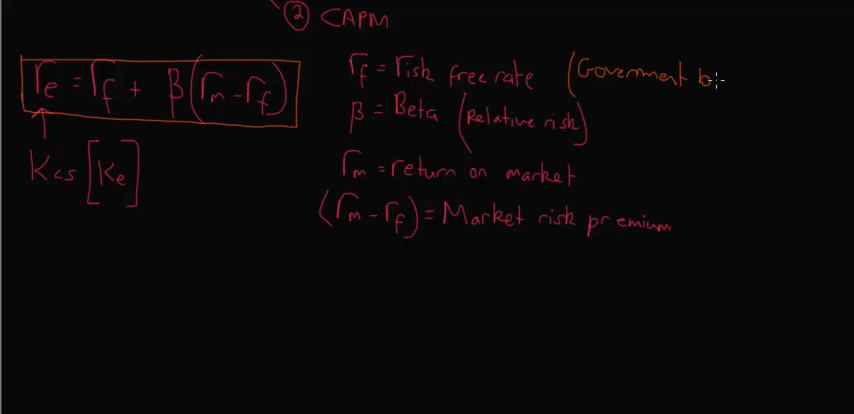 ② CAPM
re = rf + β(rm - rf)
rf = risk free rate (Government b
β = Beta (Relative risk)
Kcs [Ke]
rm = return on market
(rm - rf) = Market risk premium